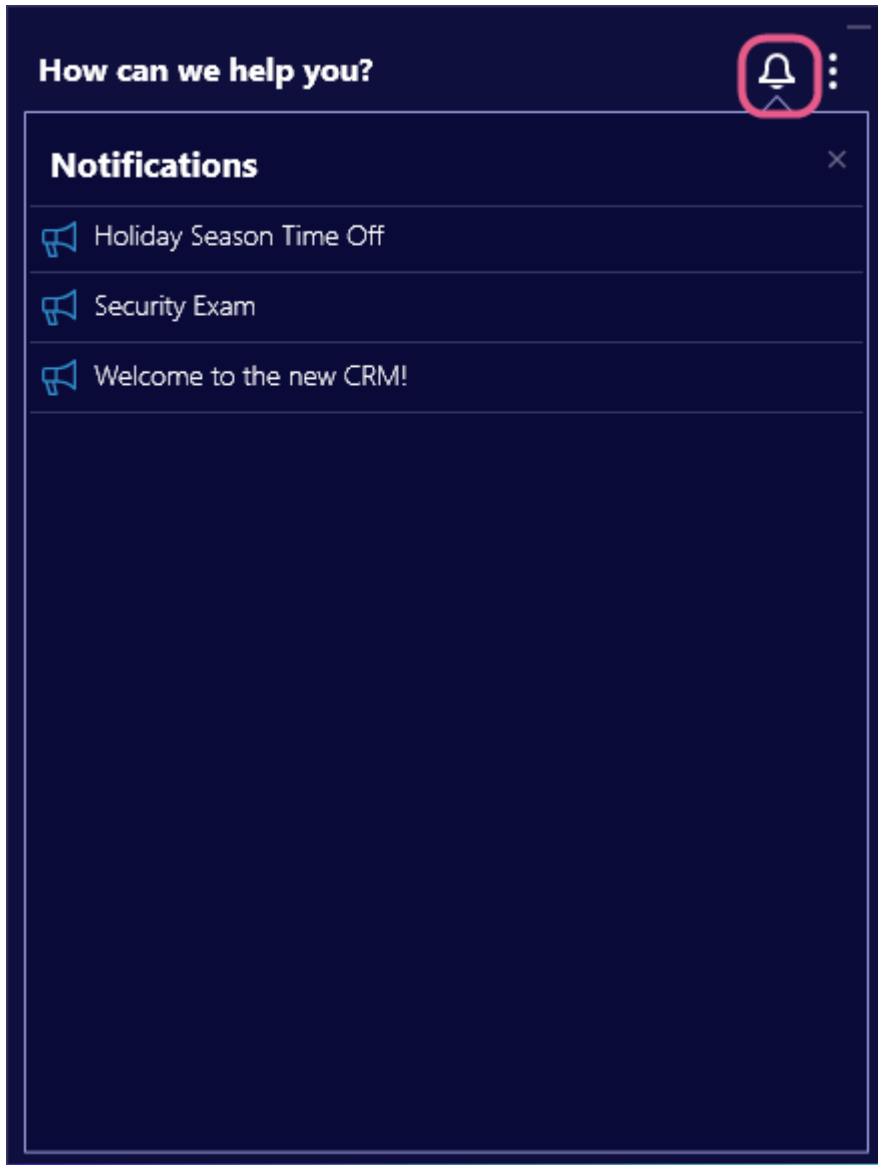 How can we help you?
Notifications
Holiday Season Time Off
Security Exam
Welcome to the new CRM!